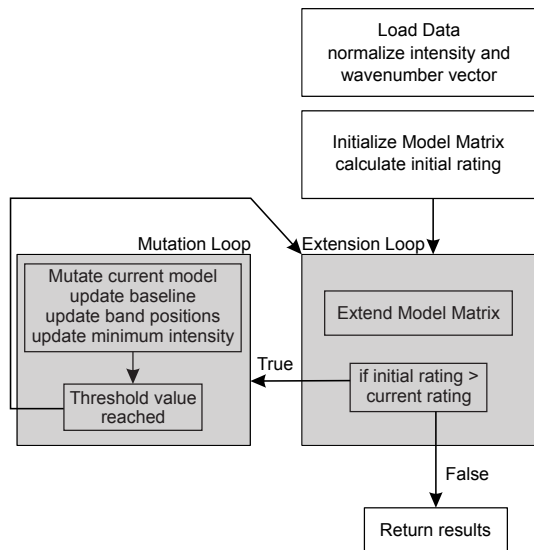 Load Data
normalize intensity and
wavenumber vector
Initialize Model Matrix
calculate initial rating
Mutation Loop
Extension Loop
Mutate current model
update baseline
update band positions
update minimum intensity
Extend Model Matrix
True
Threshold value
reached
if initial rating >
current rating
False
Return results